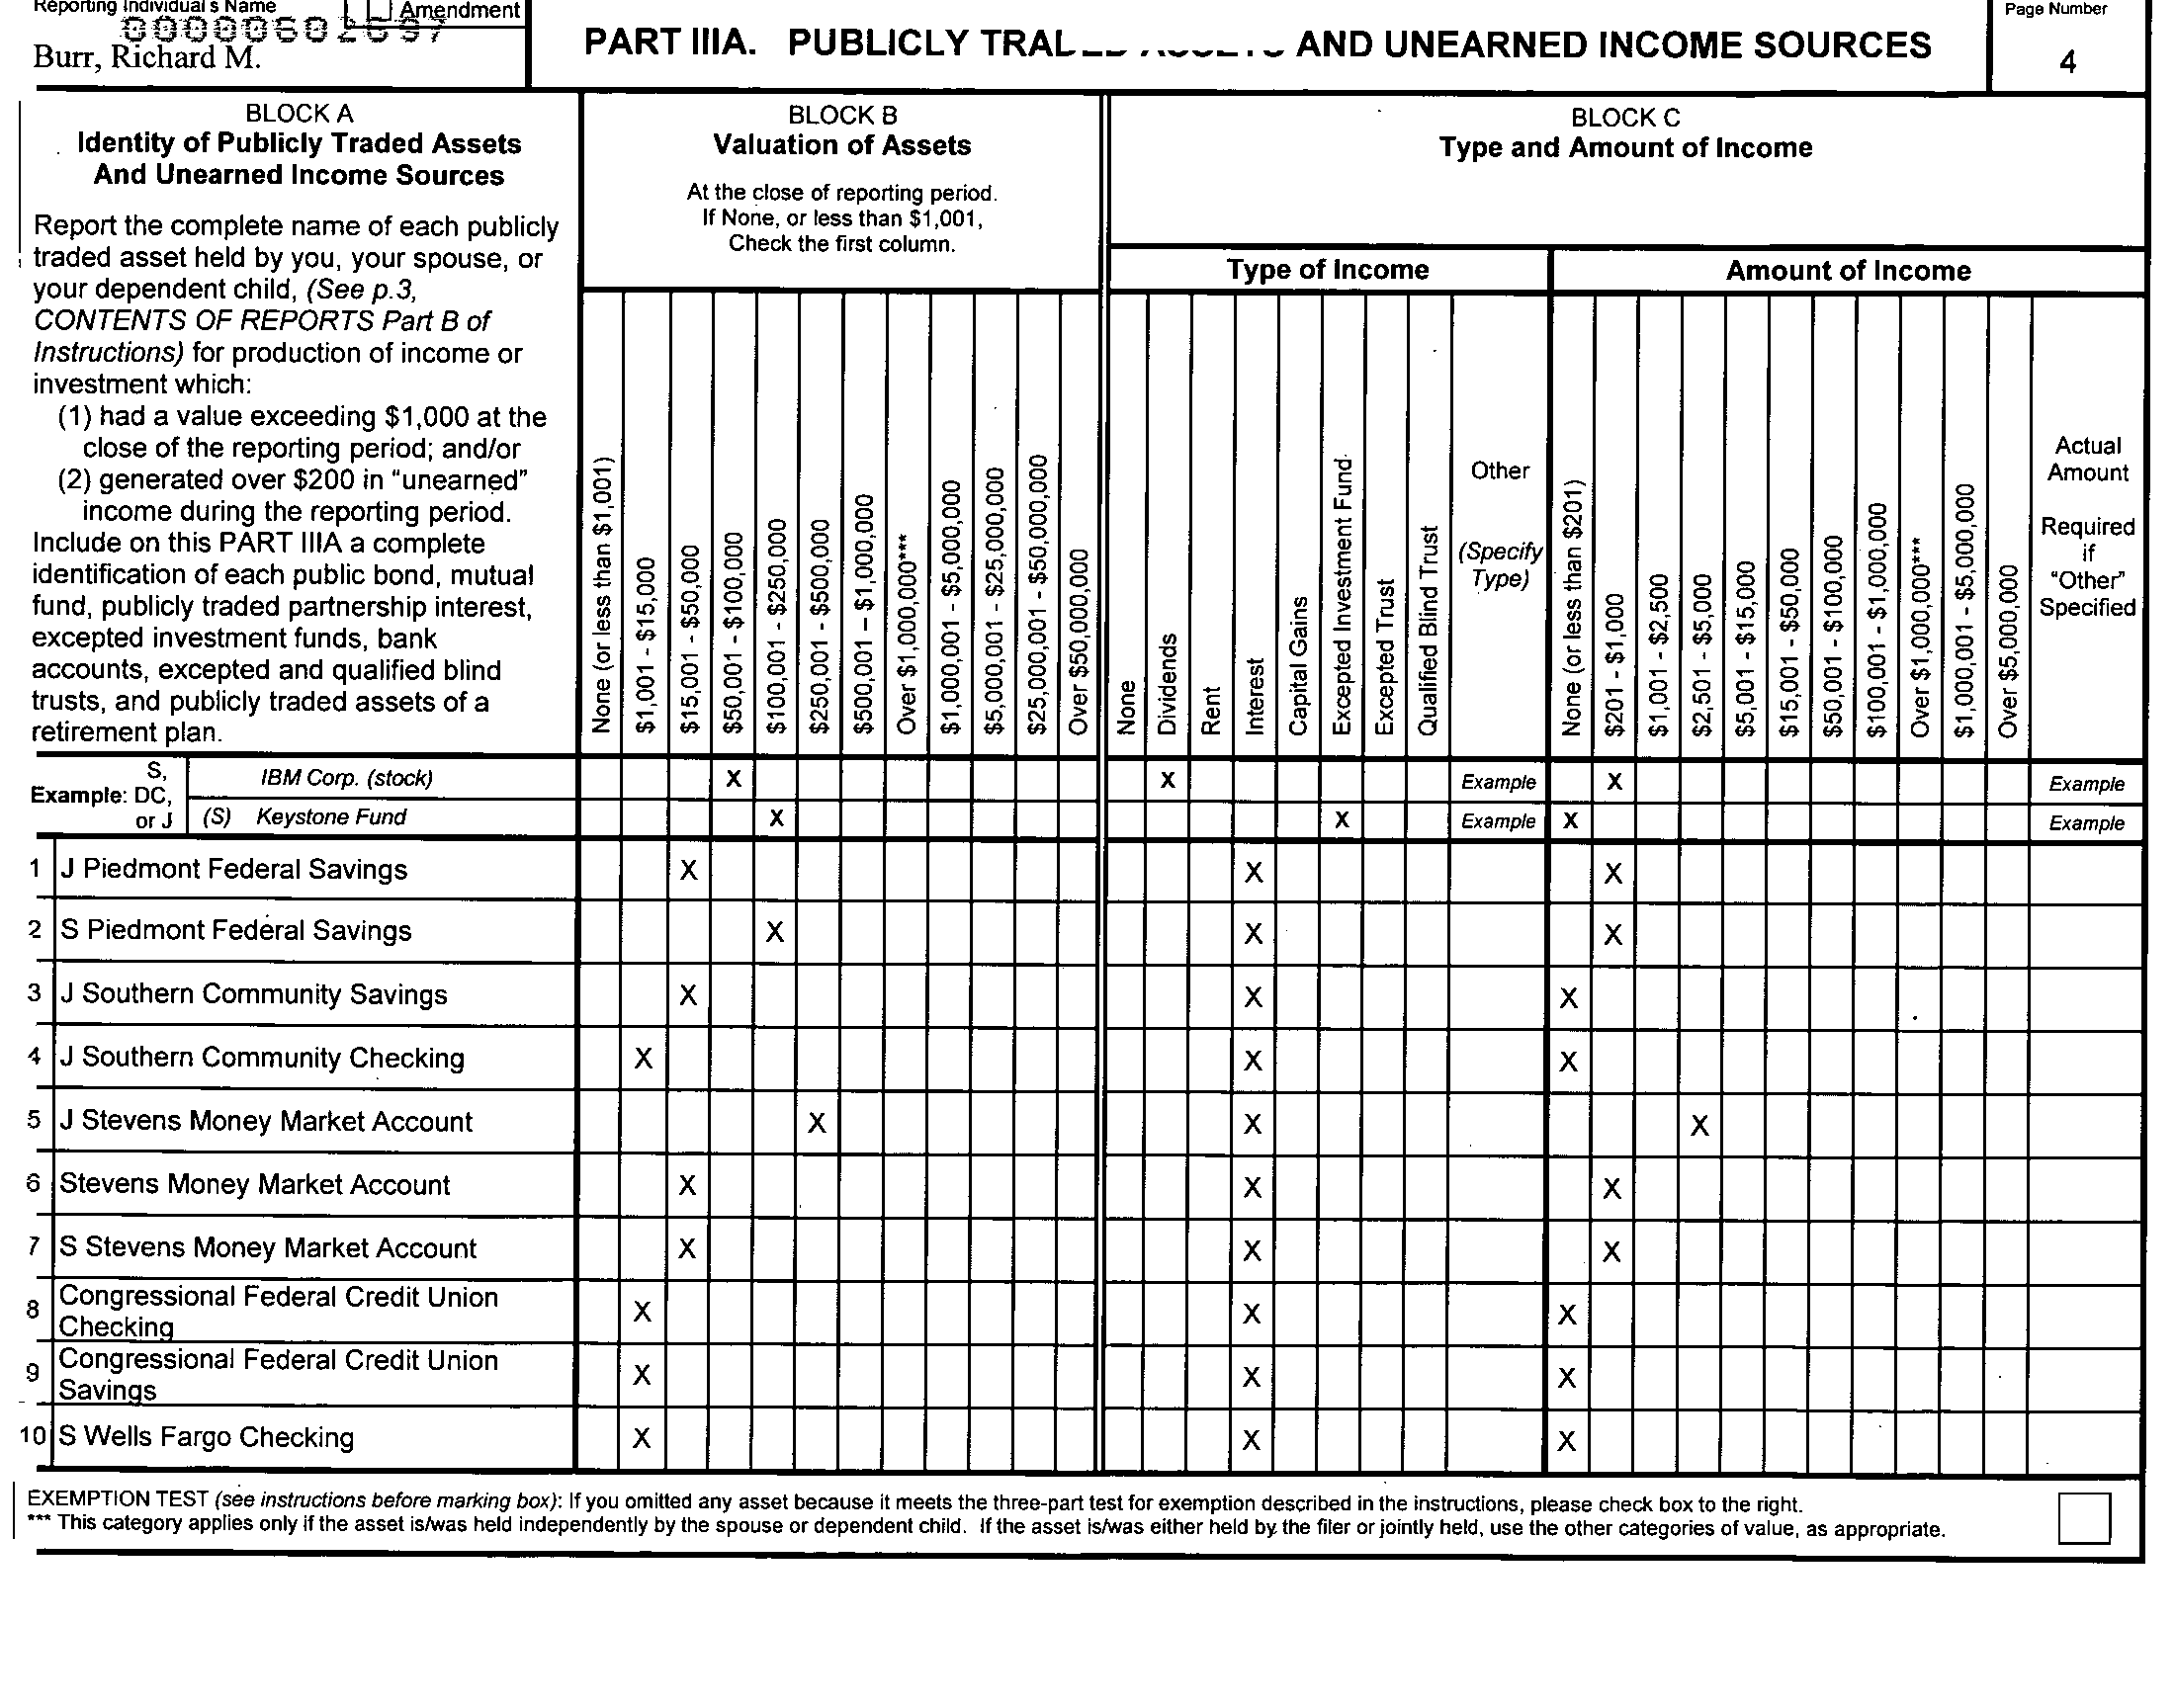 Reporting Individual's Name
Amendment
Burr, Richard M.
PART IIIA. PUBLICLY AND UNEARNED INCOME SOURCES
Page Number
4
BLOCK A
Identity of Publicly Traded Assets
And Unearned Income Sources
Report the complete name of each publicly
traded asset held by you, your spouse, or
your dependent child, (See p.3,
CONTENTS OF REPORTS Part B of
Instructions) for production of income or
investment which:
(1) had a value exceeding $1,000 at the
close of the reporting period; and/or
(2) generated over $200 in “unearned”
income during the reporting period.
Include on this PART IIIA a complete
identification of each public bond, mutual
fund, publicly traded partnership interest,
excepted investment funds, bank
accounts, excepted and qualified blind
trusts, and publicly traded assets of a
retirement plan.
BLOCK B
Valuation of Assets
At the close of reporting period.
If None, or less than $1,001,
Check the first column.
None (or less than $1,001)
$1,001 - $15,000
$15,001 - $50,000
$50,001 - $100,000
$100,001 - $250,000
$250,001 - $500,000
$500,001 – $1,000,000
Over $1,000,000***
$1,000,001 - $5,000,000
$5,000,001 - $25,000,000
$25,000,001 - $50,000,000
Over $50,000,000
BLOCK C
Type and Amount of Income
Type of Income
None
Dividends
Rent
Interest
Capital Gains
Excepted Investment Fund
Excepted Trust
Qualified Blind Trust
Other
(Specify
Type)
Amount of Income
None (or less than $201)
$201 - $1,000
$1,001 - $2,500
$2,501 - $5,000
$5,001 - $15,000
$15,001 - $50,000
$50,001 - $100,000
$100,001 - $1,000,000
Over $1,000,000***
$1,000,001 - $5,000,000
Over $5,000,000
Actual
Amount
Required
if
"Other"
Specified
Example: S, DC, or J
IBM Corp. (stock) X X Example X Example
(S) Keystone Fund X X Example X Example
1 J Piedmont Federal Savings X X X
2 S Piedmont Federal Savings X X X
3 J Southern Community Savings X X X
4 J Southern Community Checking X X X
5 J Stevens Money Market Account X X X
6 Stevens Money Market Account X X X
7 S Stevens Money Market Account X X X
8 Congressional Federal Credit Union
Checking X X X
9 Congressional Federal Credit Union
Savings X X X
10 S Wells Fargo Checking X X X
EXEMPTION TEST (see instructions before marking box): If you omitted any asset because it meets the three-part test for exemption described in the instructions, please check box to the right.
*** This category applies only if the asset is/was held independently by the spouse or dependent child. If the asset is/was either held by the filer or jointly held, use the other categories of value, as appropriate.